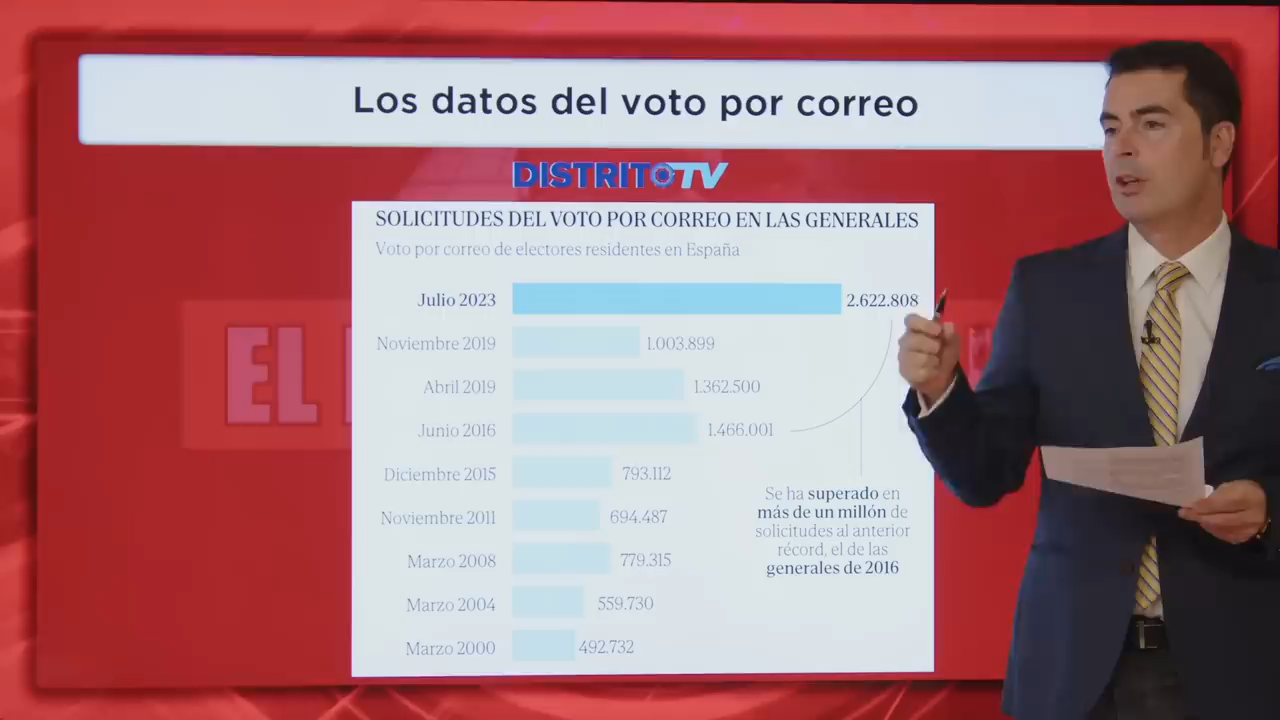 Los datos del voto por correo
DISTRITO TV
SOLICITUDES DEL VOTO POR CORREO EN LAS GENERALES
Voto por correo de electores residentes en España
Julio 2023 2.622.808
Noviembre 2019 1.003.899
Abril 2019 1.362.500
Junio 2016 1.466.001
Diciembre 2015 793.112
Noviembre 2011 694.487
Marzo 2008 779.315
Marzo 2004 559.730
Marzo 2000 492.732
Se ha superado en
más de un millón de
solicitudes al anterior
récord, el de las
generales de 2016
EL